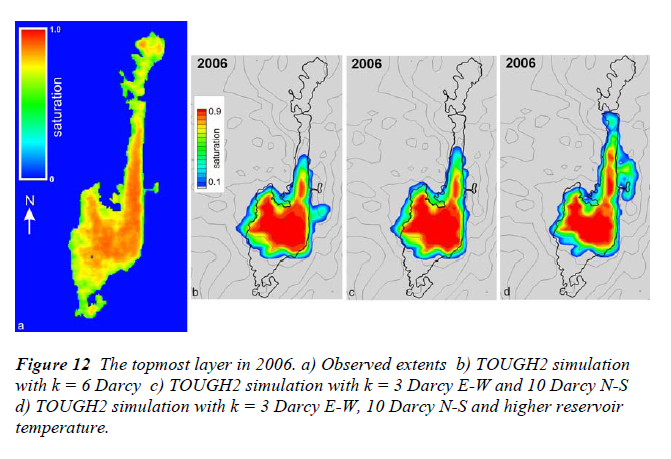 1.0
saturation
0
N
a
2006
0.9
saturation
0.1
b
2006
c
2006
d
Figure 12 The topmost layer in 2006. a) Observed extents b) TOUGH2 simulation
with k = 6 Darcy c) TOUGH2 simulation with k = 3 Darcy E-W and 10 Darcy N-S
d) TOUGH2 simulation with k = 3 Darcy E-W, 10 Darcy N-S and higher reservoir
temperature.